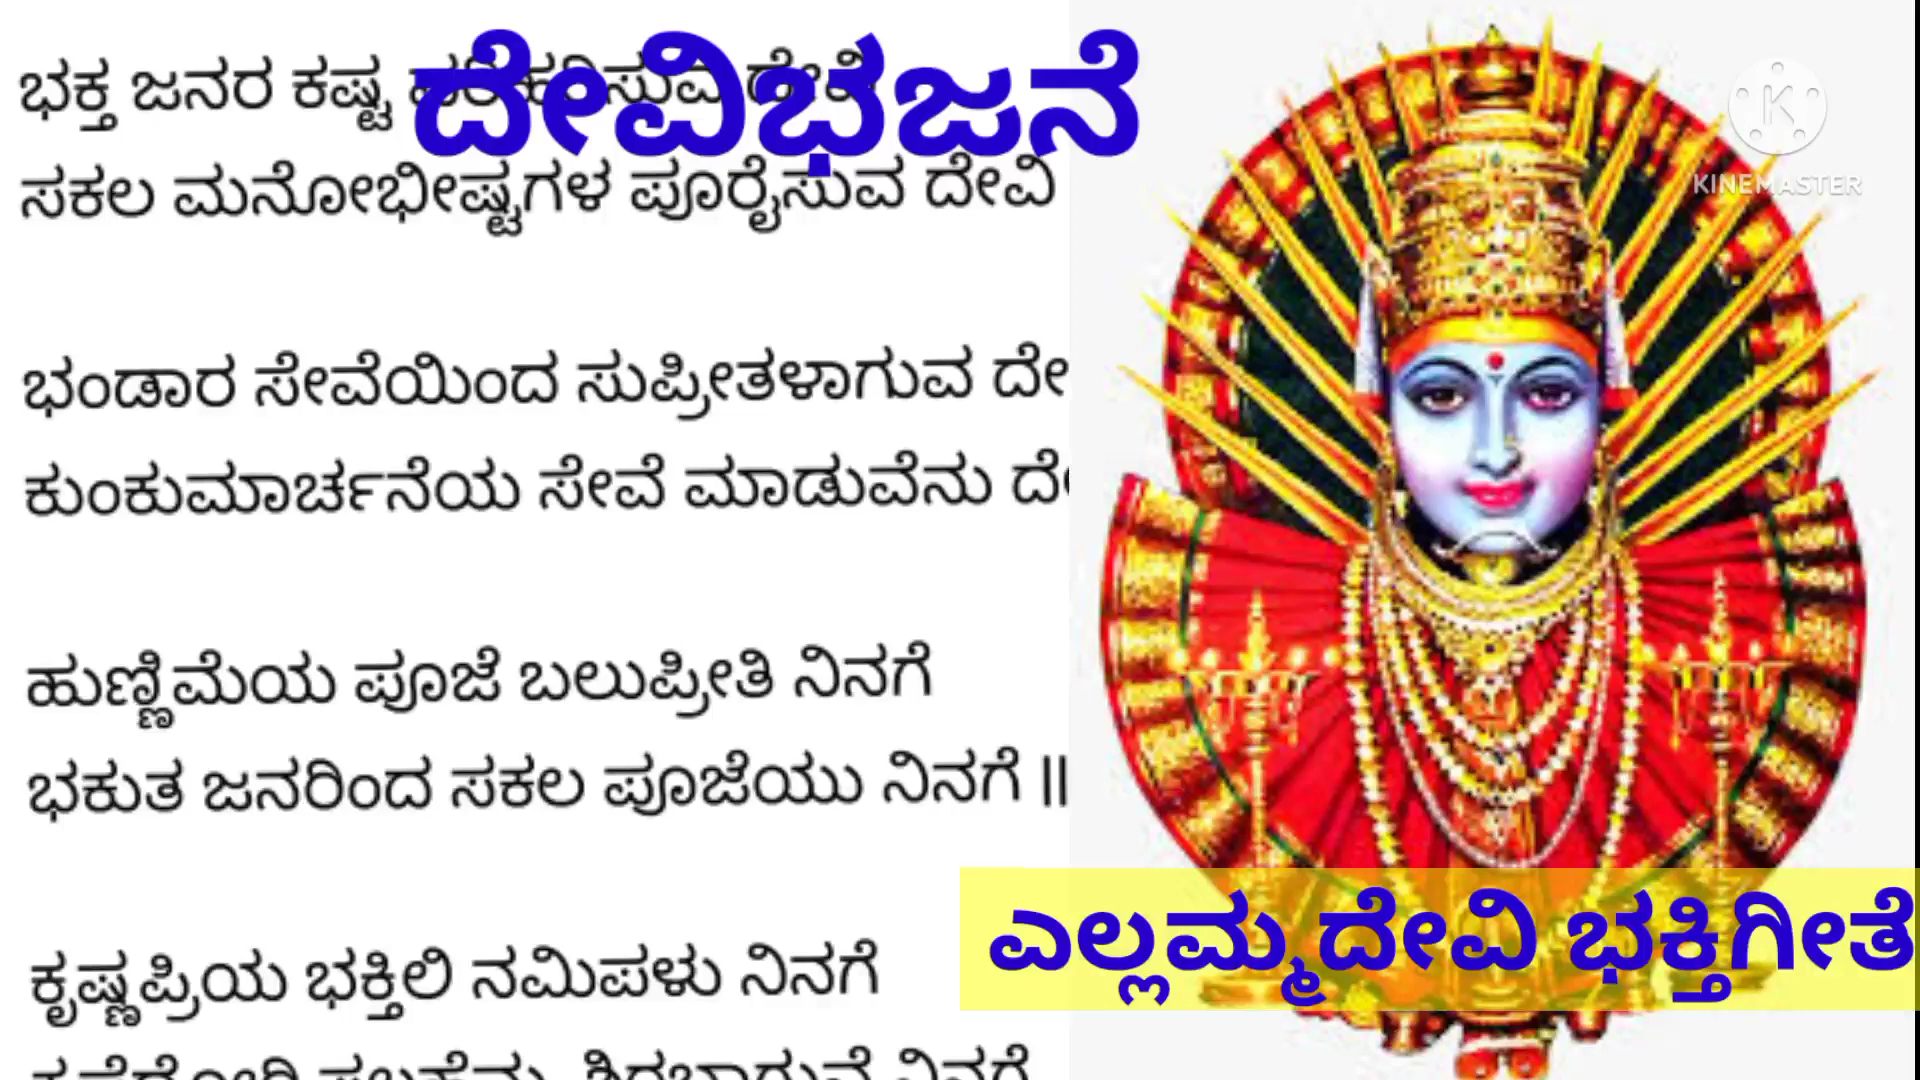 ದೇವಿಭಜನೆ
ಭಕ್ತ ಜನರ ಕಷ್ಟ
ಸಕಲ ಮನೋಭೀಷ್ಟಗಳ ಪೂರೈಸುವ ದೇವಿ
ಭಂಡಾರ ಸೇವೆಯಿಂದ ಸುಪ್ರೀತಳಾಗುವ
ಕುಂಕುಮಾರ್ಚನೆಯ ಸೇವೆ ಮಾಡುವೆನು
ಹುಣ್ಣಿಮೆಯ ಪೂಜೆ ಬಲುಪ್ರೀತಿ ನಿನಗೆ
ಭಕುತ ಜನರಿಂದ ಸಕಲ ಪೂಜೆಯು ನಿನಗೆ ||
ಕೃಷ್ಣಪ್ರಿಯ ಭಕ್ತಿಲಿ ನಮಿಪಳು ನಿನಗೆ
K
KINEMASTER
ಎಲ್ಲಮ್ಮದೇವಿ ಭಕ್ತಿಗೀತೆ